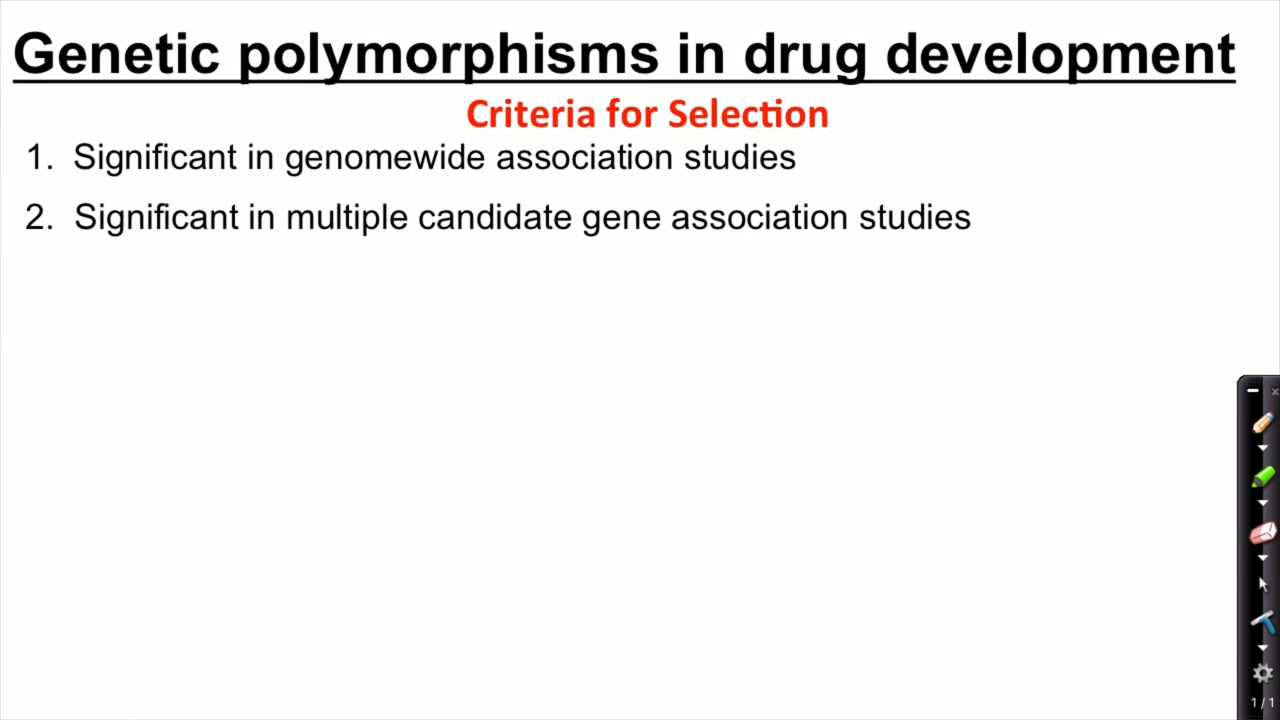 Genetic polymorphisms in drug development
Criteria for Selection
1. Significant in genomewide association studies
2. Significant in multiple candidate gene association studies
1 / 1